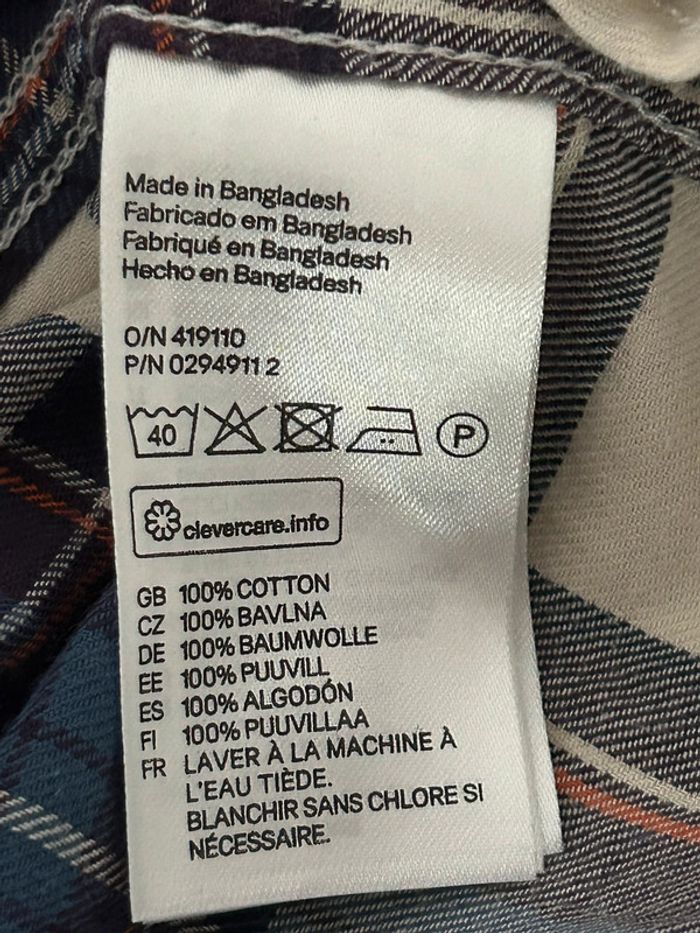 Made in Bangladesh
Fabricado em Bangladesh
Fabriqué en Bangladesh
Hecho en Bangladesh
O/N 419110
P/N 0294911 2
40 P
clevercare.info
GB 100% COTTON
CZ 100% BAVLNA
DE 100% BAUMWOLLE
EE 100% PUUVILL
ES 100% ALGODÓN
FI 100% PUUVILLAA
FR LAVER À LA MACHINE À
L'EAU TIÈDE.
BLANCHIR SANS CHLORE SI
NÉCESSAIRE.